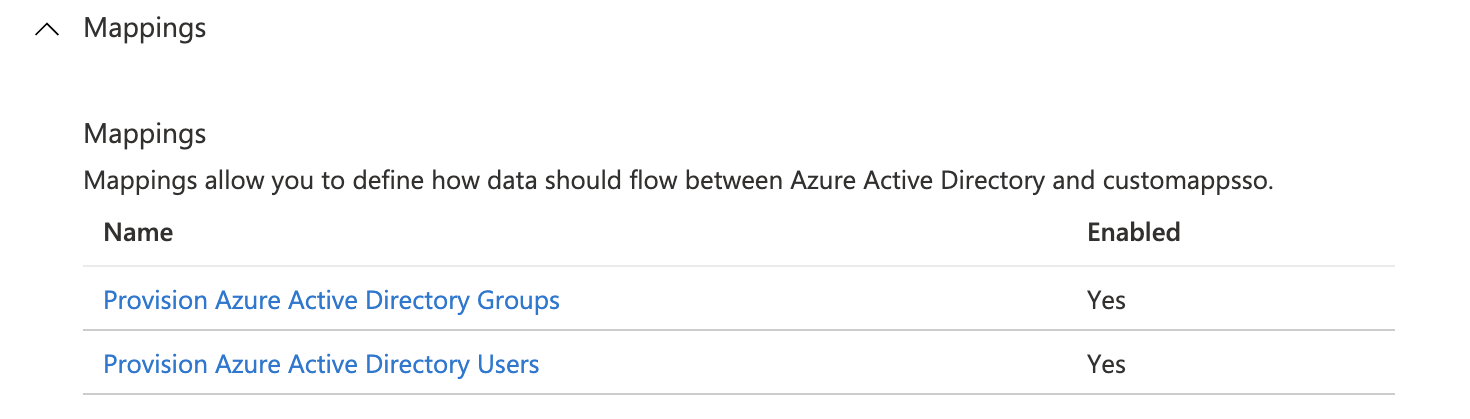 Mappings
Mappings
Mappings allow you to define how data should flow between Azure Active Directory and customappsso.
Name Enabled
Provision Azure Active Directory Groups Yes
Provision Azure Active Directory Users Yes